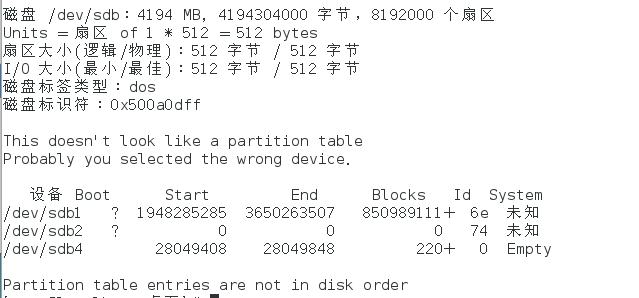 磁盘 /dev/sdb：4194 MB, 4194304000 字节，8192000 个扇区
Units = 扇区 of 1 * 512 = 512 bytes
扇区大小(逻辑/物理)：512 字节 / 512 字节
I/O 大小(最小/最佳)：512 字节 / 512 字节
磁盘标签类型：dos
磁盘标识符：0x500a0dff
This doesn't look like a partition table
Probably you selected the wrong device.
设备 Boot Start End Blocks Id System
/dev/sdb1 ? 1948285285 3650263507 850989111+ 6e 未知
/dev/sdb2 ? 0 0 0 74 未知
/dev/sdb4 28049408 28049848 220+ 0 Empty
Partition table entries are not in disk order